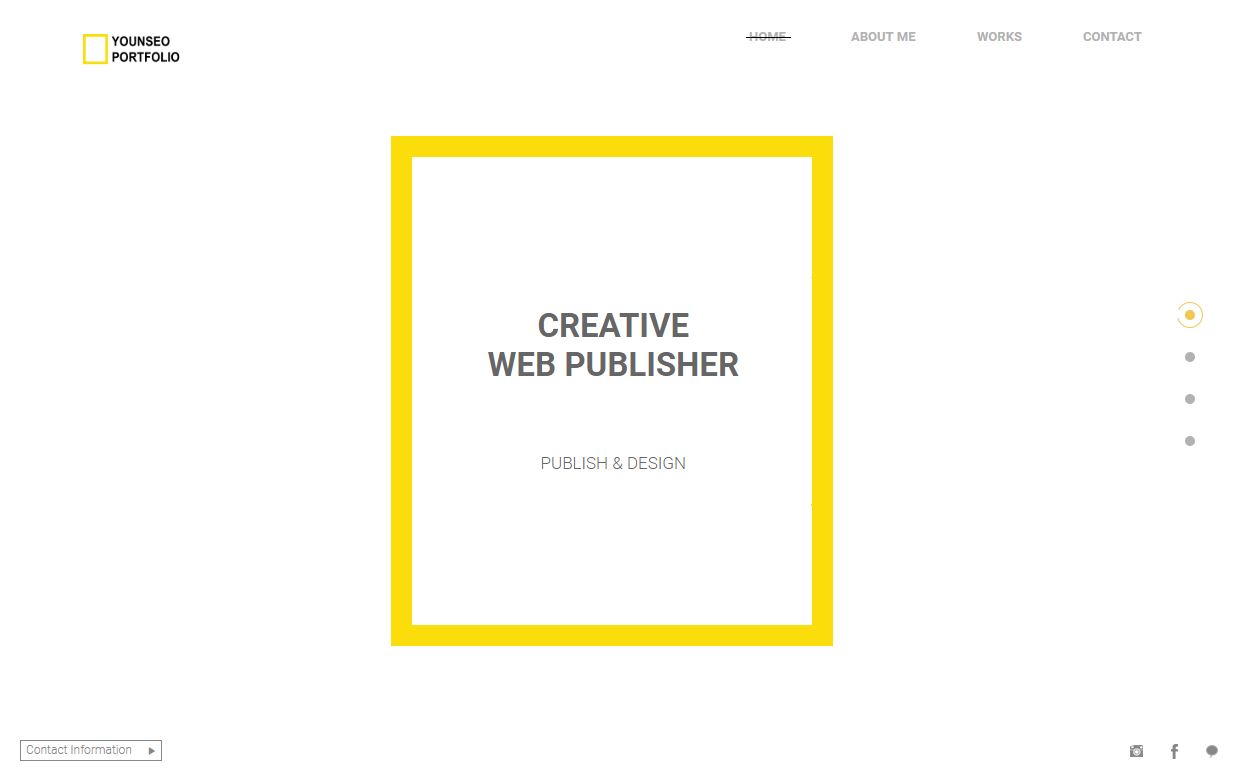 YOUNSEO
PORTFOLIO
HOME
ABOUT ME
WORKS
CONTACT
CREATIVE
WEB PUBLISHER
PUBLISH & DESIGN
Contact Information